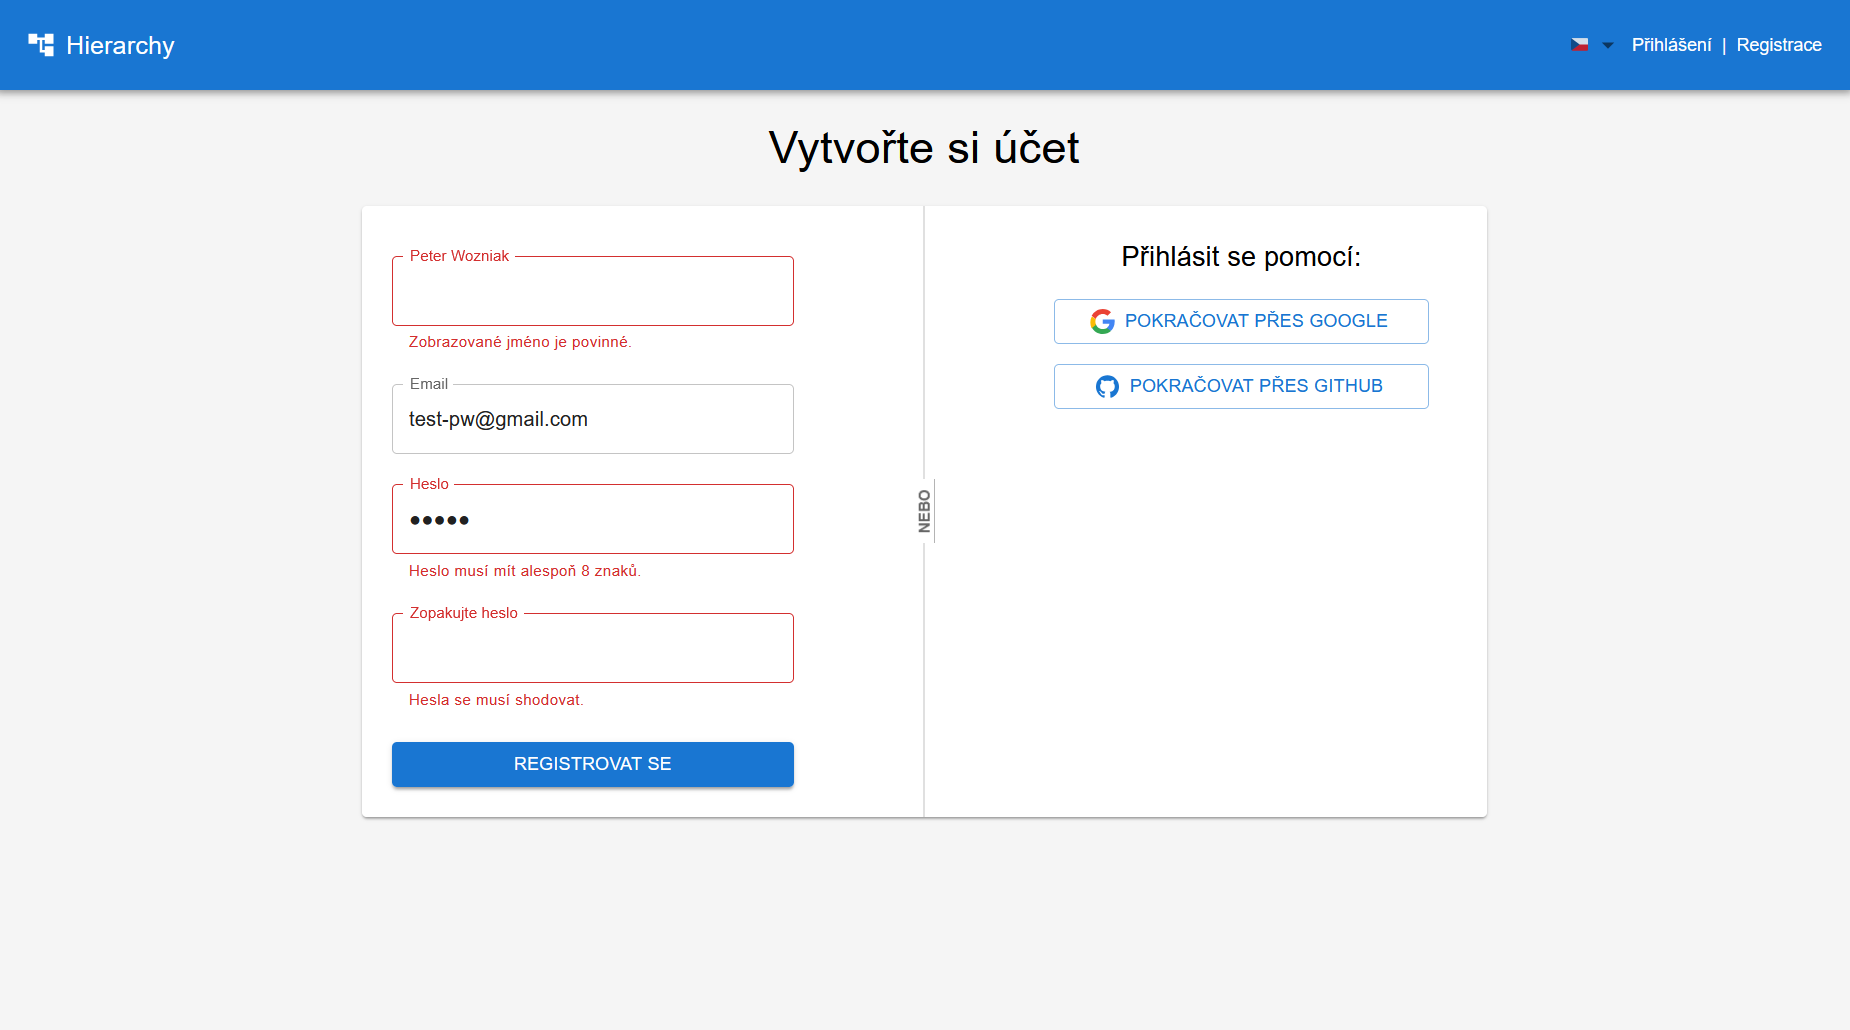 Hierarchy
Přihlášení | Registrace
Vytvořte si účet
Peter Wozniak
Zobrazované jméno je povinné.
Email
test-pw@gmail.com
Heslo
•••••
Heslo musí mít alespoň 8 znaků.
Zopakujte heslo
Hesla se musí shodovat.
REGISTROVAT SE
NEBO
Přihlásit se pomocí:
POKRAČOVAT PŘES GOOGLE
POKRAČOVAT PŘES GITHUB